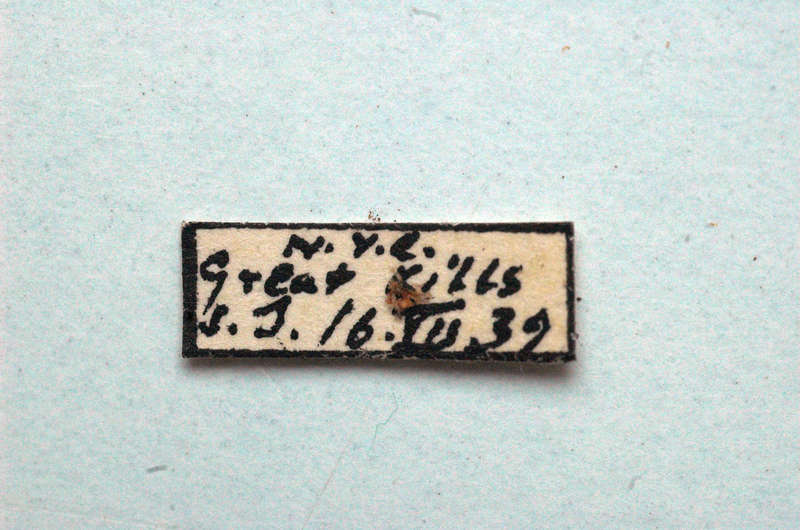 N.Y.C.
Great Kills
S.I. 16.VII.39